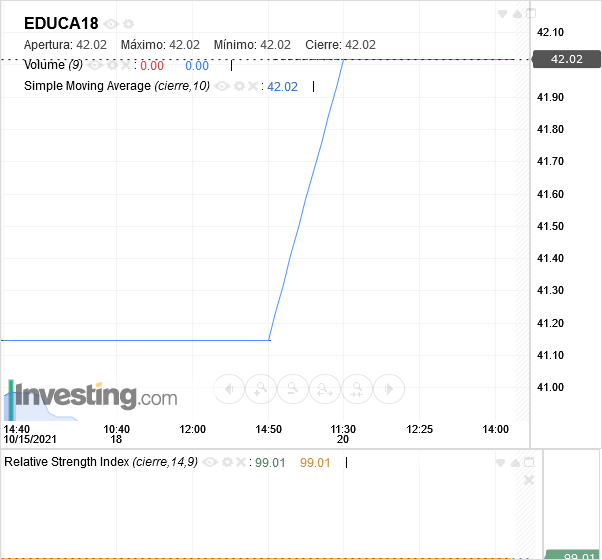 EDUCA18
Apertura: 42.02 Máximo: 42.02 Mínimo: 42.02 Cierre: 42.02
Volume (9) : 0.00 0.00
Simple Moving Average (cierre,10) : 42.02
42.10
42.02
41.90
41.80
41.70
41.60
41.50
41.40
41.30
41.20
41.10
41.00
Investing.com
14:40 10:40 12:00 14:50 11:30 12:25 14:00
10/15/2021 18 20
Relative Strength Index (cierre,14,9) : 99.01 99.01
99.01